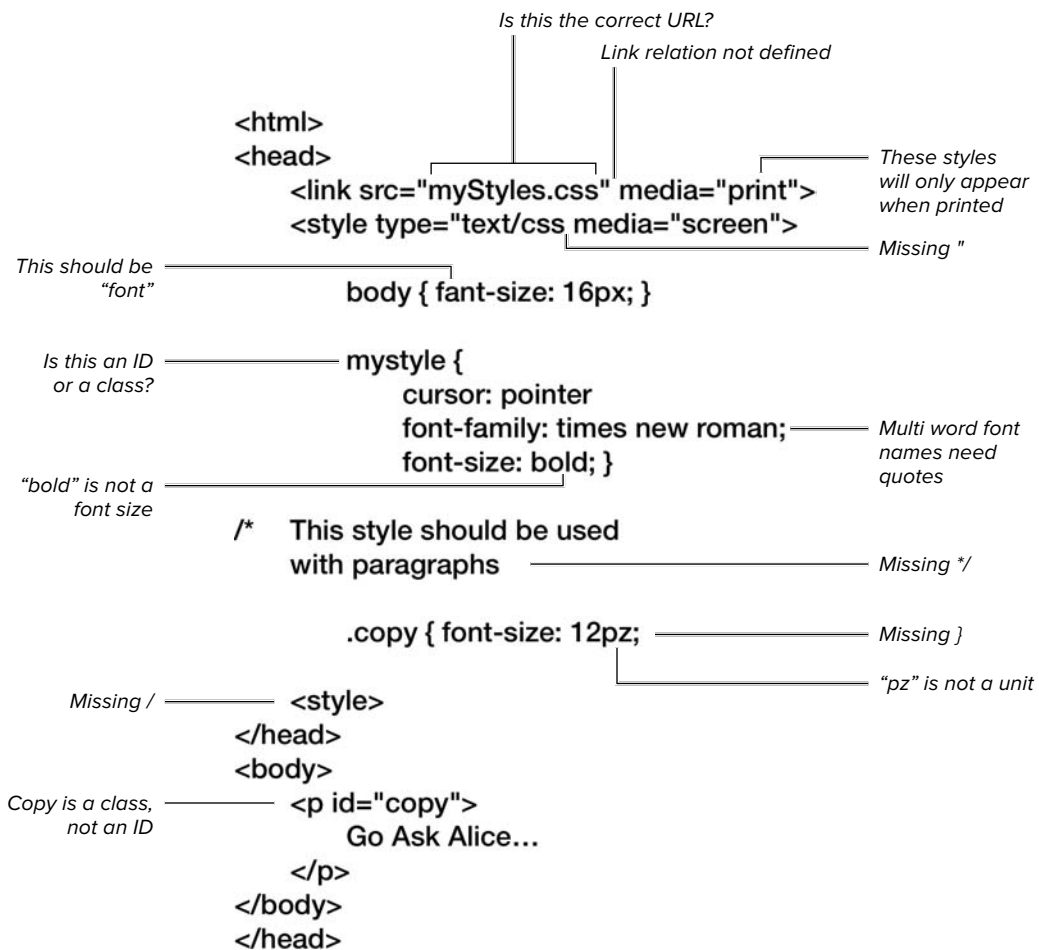 Is this the correct URL?
Link relation not defined
<html>
<head>
<link src="myStyles.css" media="print">
These styles
will only appear
when printed
<style type="text/css media="screen">
Missing "
This should be
“font”
body { fant-size: 16px; }
Is this an ID
or a class?
mystyle {
cursor: pointer
font-family: times new roman;
Multi word font
names need
quotes
font-size: bold; }
“bold” is not a
font size
/* This style should be used
with paragraphs
Missing */
.copy { font-size: 12pz;
Missing }
“pz” is not a unit
Missing /
<style>
</head>
<body>
Copy is a class,
not an ID
<p id="copy">
Go Ask Alice…
</p>
</body>
</head>